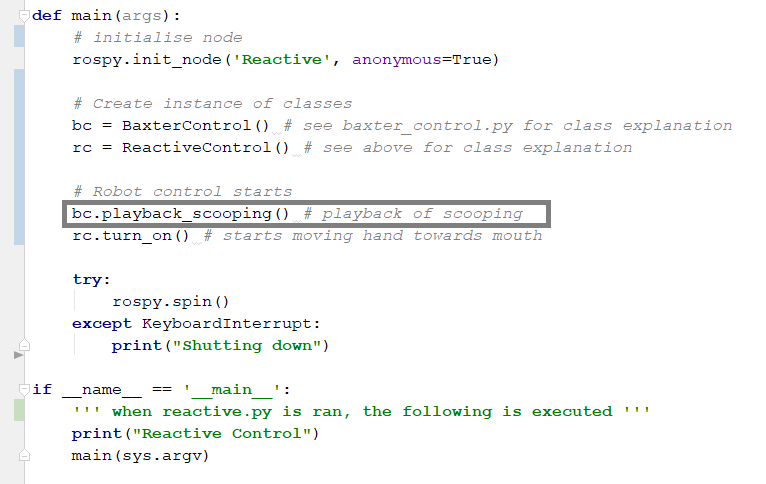 def main(args):
# initialise node
rospy.init_node('Reactive', anonymous=True)
# Create instance of classes
bc = BaxterControl() # see baxter_control.py for class explanation
rc = ReactiveControl() # see above for class explanation
# Robot control starts
bc.playback_scooping() # playback of scooping
rc.turn_on() # starts moving hand towards mouth
try:
rospy.spin()
except KeyboardInterrupt:
print("Shutting down")
if __name__ == '__main__':
''' when reactive.py is ran, the following is executed '''
print("Reactive Control")
main(sys.argv)